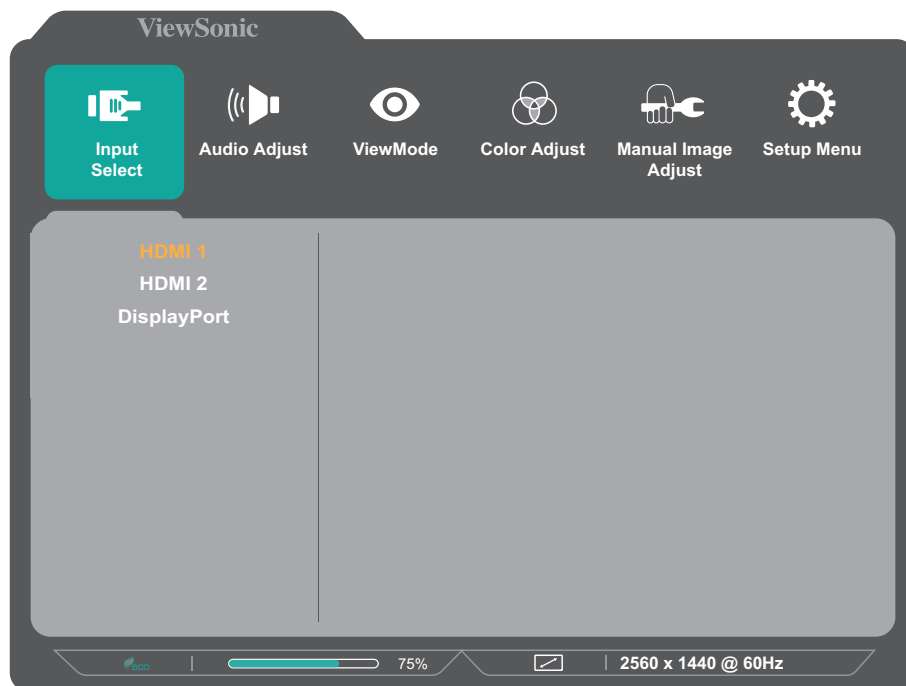 ViewSonic
Input
Select
Audio Adjust
ViewMode
Color Adjust
Manual Image
Adjust
Setup Menu
HDMI 1
HDMI 2
DisplayPort
eco
75%
2560 x 1440 @ 60Hz